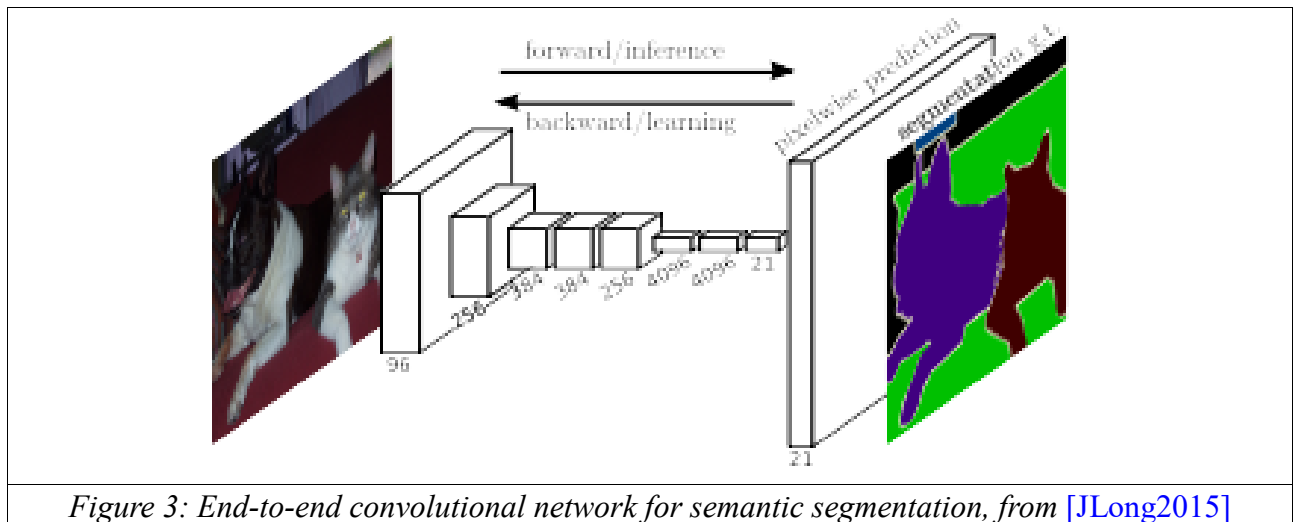 forward/inference
backward/learning
pixelwise prediction
segmentation g.t.
96
256
384
384
256
4096
4096
21
21
Figure 3: End-to-end convolutional network for semantic segmentation, from [JLong2015]